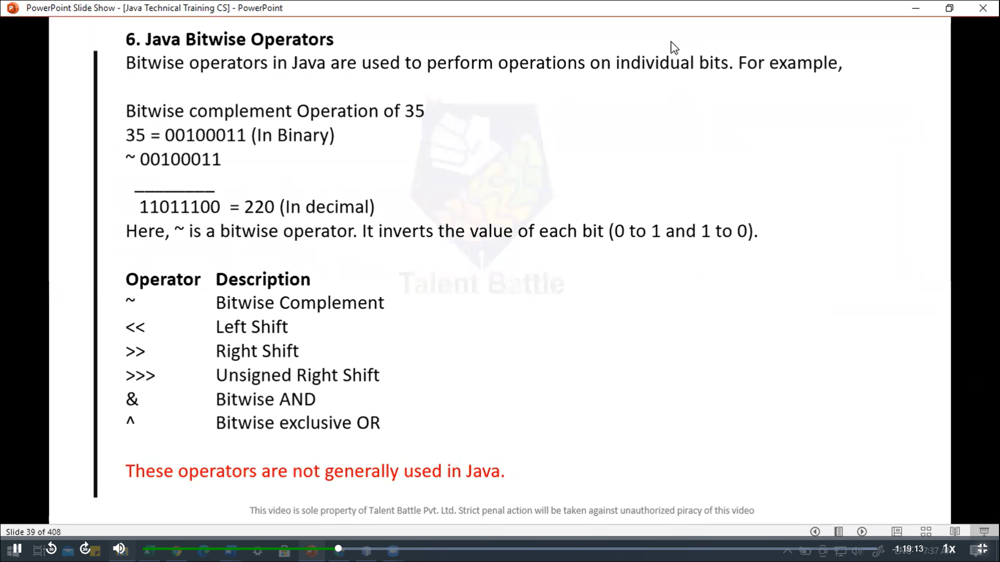 PowerPoint Slide Show - [Java Technical Training CS] - PowerPoint
6. Java Bitwise Operators
Bitwise operators in Java are used to perform operations on individual bits. For example,
Bitwise complement Operation of 35
35 = 00100011 (In Binary)
~ 00100011
________
11011100 = 220 (In decimal)
Here, ~ is a bitwise operator. It inverts the value of each bit (0 to 1 and 1 to 0).
Talent Battle
Operator Description
~ Bitwise Complement
<< Left Shift
>> Right Shift
>>> Unsigned Right Shift
& Bitwise AND
^ Bitwise exclusive OR
These operators are not generally used in Java.
This video is sole property of Talent Battle Pvt. Ltd. Strict penal action will be taken against unauthorized piracy of this video
Slide 39 of 408
10 30 -1:19:13 7:37 1x